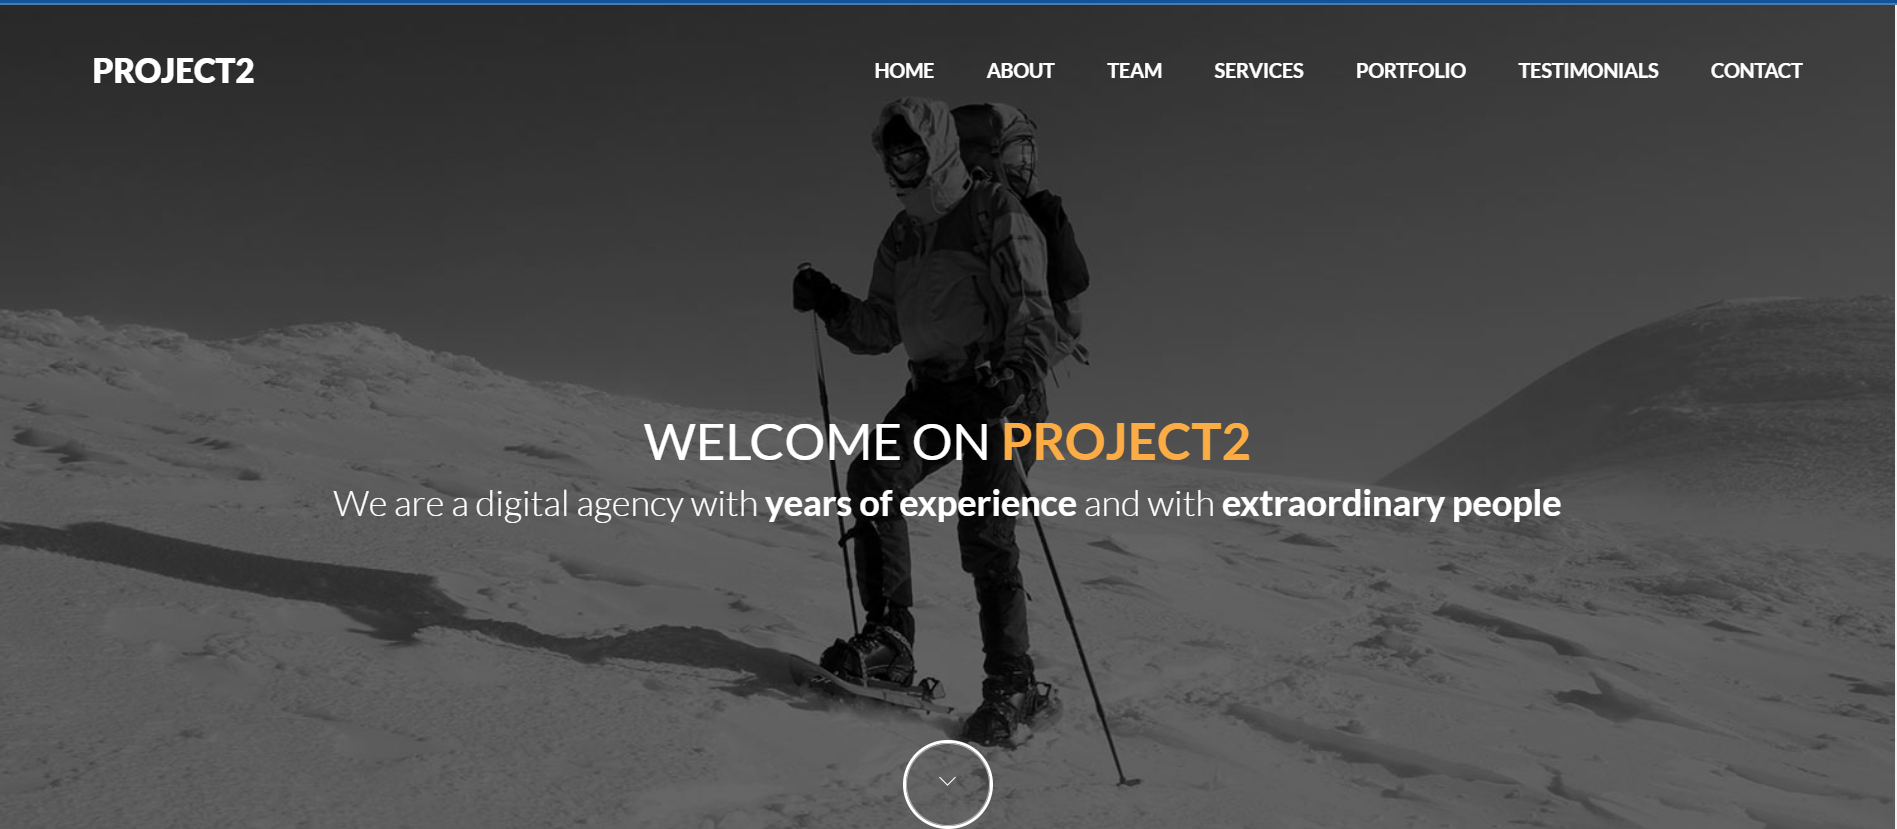 PROJECT2
HOME ABOUT TEAM SERVICES PORTFOLIO TESTIMONIALS CONTACT
WELCOME ON PROJECT2
We are a digital agency with years of experience and with extraordinary people